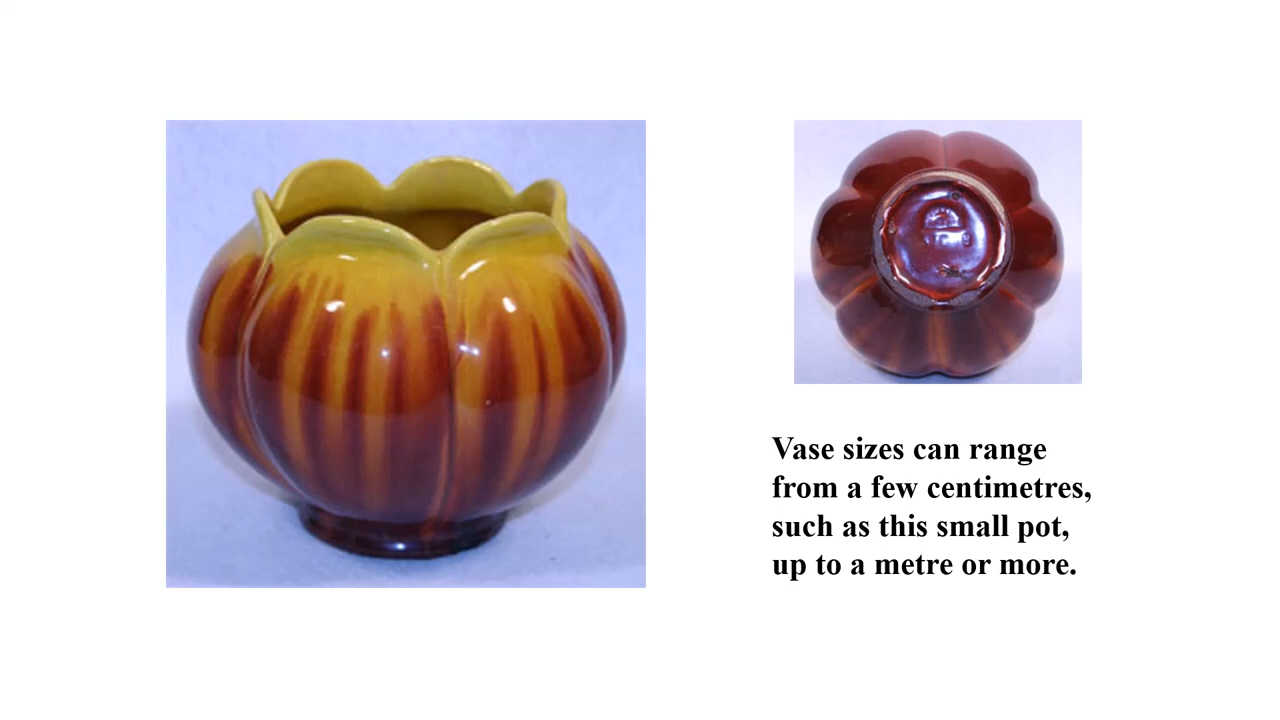 Vase sizes can range
from a few centimetres,
such as this small pot,
up to a metre or more.